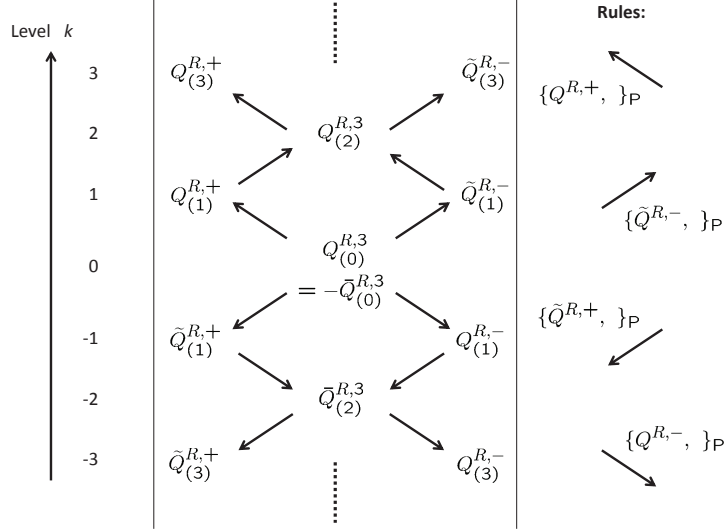 Rules:
Level k
3
Q^{R,+}_{(3)}
\tilde{Q}^{R,-}_{(3)}
{Q^{R,+}, }_P
2
Q^{R,3}_{(2)}
1
Q^{R,+}_{(1)}
\tilde{Q}^{R,-}_{(1)}
{\tilde{Q}^{R,-}, }_P
Q^{R,3}_{(0)}
0
= -\bar{Q}^{R,3}_{(0)}
{\tilde{Q}^{R,+}, }_P
-1
\tilde{Q}^{R,+}_{(1)}
Q^{R,-}_{(1)}
-2
\bar{Q}^{R,3}_{(2)}
{Q^{R,-}, }_P
-3
\tilde{Q}^{R,+}_{(3)}
Q^{R,-}_{(3)}